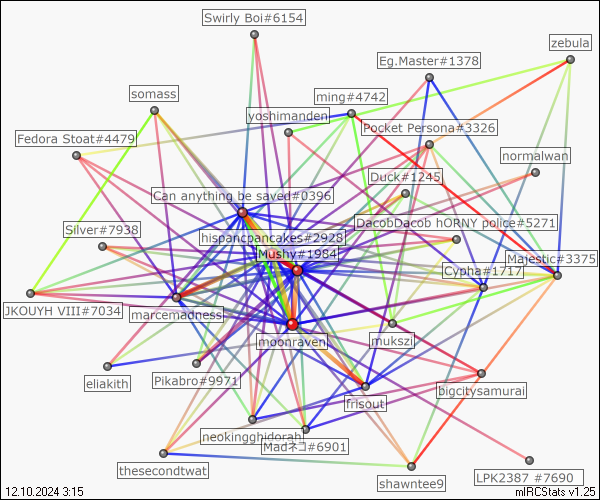 Swirly Boi#6154
zebula
Eg.Master#1378
somass
ming#4742
yoshimanden
Pocket Persona#3326
Fedora Stoat#4479
normalwan
Duck#1245
Can anything be saved#0396
DacobDacob hORNY police#5271
Silver#7938
hispancpancakes#2928
Mushy#1984
Majestic#3375
Cypha#1717
JKOUYH VIII#7034
marcemadness
moonraven
mukszi
eliakith
Pikabro#9971
bigcitysamurai
frisout
neokingghidorah
Madネコ#6901
thesecondtwat
shawntee9
LPK2387 #7690
12.10.2024 3:15
mIRCStats v1.25